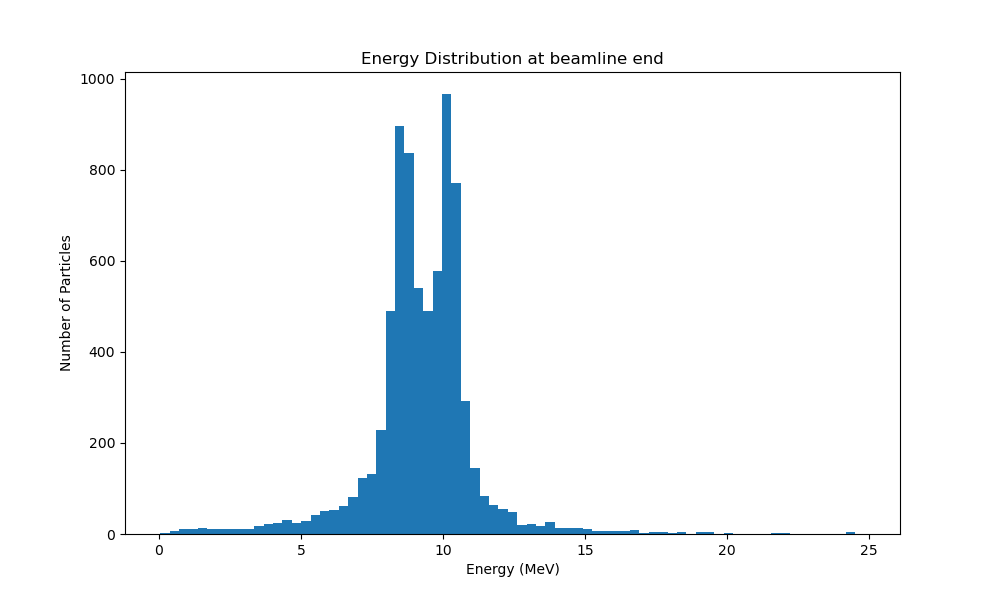 Energy Distribution at beamline end
1000
800
600
400
200
0
Number of Particles
0 5 10 15 20 25
Energy (MeV)